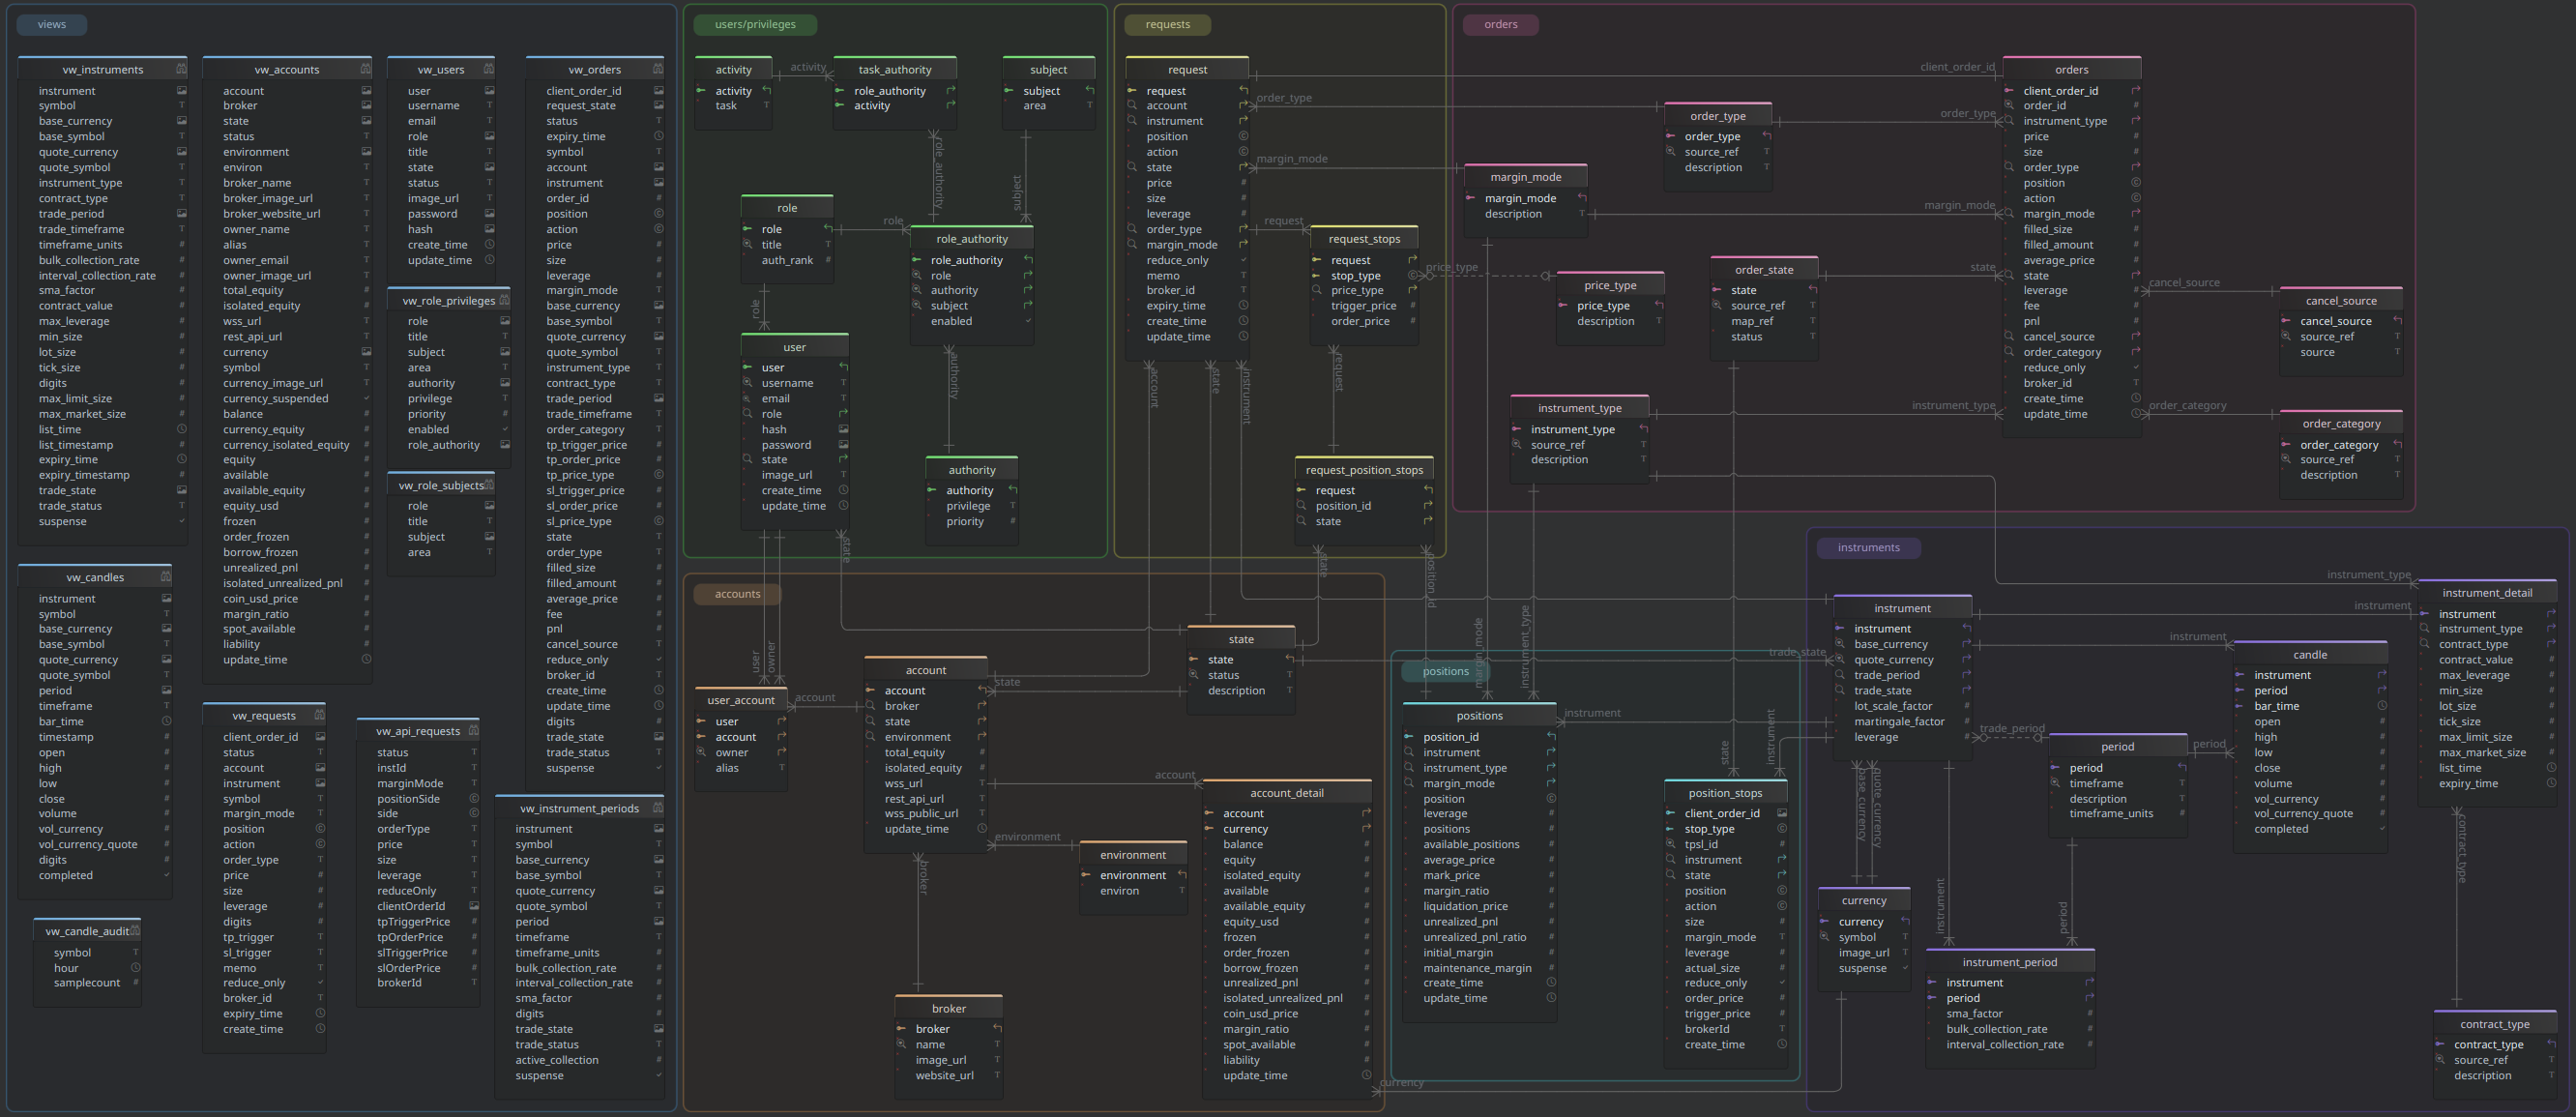 views
vw_instruments
instrument
symbol
base_currency
base_symbol
quote_currency
quote_symbol
instrument_type
contract_type
trade_period
trade_timeframe
timeframe_units
bulk_collection_rate
interval_collection_rate
sma_factor
contract_value
max_leverage
min_size
lot_size
tick_size
digits
max_limit_size
max_market_size
list_time
list_timestamp
expiry_time
expiry_timestamp
trade_state
trade_status
suspense
vw_candles
instrument
symbol
base_currency
base_symbol
quote_currency
quote_symbol
period
timeframe
bar_time
timestamp
open
high
low
close
volume
vol_currency
vol_currency_quote
digits
completed
vw_candle_audit
symbol
hour
samplecount
vw_accounts
account
broker
state
status
environment
environ
broker_name
broker_image_url
broker_website_url
owner_name
alias
owner_email
owner_image_url
total_equity
isolated_equity
wss_url
rest_api_url
currency
symbol
currency_image_url
currency_suspended
balance
currency_equity
currency_isolated_equity
equity
available
available_equity
equity_usd
frozen
order_frozen
borrow_frozen
unrealized_pnl
isolated_unrealized_pnl
coin_usd_price
margin_ratio
spot_available
liability
update_time
vw_requests
client_order_id
status
account
instrument
symbol
margin_mode
position
action
order_type
price
size
leverage
digits
tp_trigger
sl_trigger
memo
reduce_only
broker_id
expiry_time
create_time
vw_users
user
username
email
role
title
state
status
image_url
password
hash
create_time
update_time
vw_role_privileges
role
title
subject
area
authority
privilege
priority
enabled
role_authority
vw_role_subjects
role
title
subject
area
vw_api_requests
status
instId
marginMode
positionSide
side
orderType
price
size
leverage
reduceOnly
clientOrderId
tpTriggerPrice
tpOrderPrice
slTriggerPrice
slOrderPrice
brokerId
vw_orders
client_order_id
request_state
status
expiry_time
symbol
account
instrument
order_id
position
action
price
size
leverage
margin_mode
base_currency
base_symbol
quote_currency
quote_symbol
instrument_type
contract_type
trade_period
trade_timeframe
order_category
tp_trigger_price
tp_order_price
tp_price_type
sl_trigger_price
sl_order_price
sl_price_type
state
order_type
filled_size
filled_amount
average_price
fee
pnl
cancel_source
reduce_only
broker_id
create_time
update_time
digits
trade_state
trade_status
suspense
vw_instrument_periods
instrument
symbol
base_currency
base_symbol
quote_currency
quote_symbol
period
timeframe
timeframe_units
bulk_collection_rate
interval_collection_rate
sma_factor
digits
trade_state
trade_status
active_collection
suspense
users/privileges
activity
activity
task
activity
task_authority
role_authority
activity
subject
subject
area
role_authority
subject
role
role
title
auth_rank
role
role_authority
role_authority
role
authority
subject
enabled
role
user
user
username
email
role
hash
password
state
image_url
create_time
update_time
authority
authority
authority
privilege
priority
user
owner
state
requests
request
request
account
instrument
position
action
state
price
size
leverage
order_type
margin_mode
reduce_only
memo
broker_id
expiry_time
create_time
update_time
order_type
margin_mode
request
request_stops
request
stop_type
price_type
trigger_price
order_price
price_type
request
account
state
instrument
request_position_stops
request
position_id
state
state
position_id
orders
client_order_id
order_type
order_type
source_ref
description
order_type
margin_mode
margin_mode
description
margin_mode
price_type
price_type
description
order_state
state
source_ref
map_ref
status
state
instrument_type
instrument_type
source_ref
description
instrument_type
orders
client_order_id
order_id
instrument_type
price
size
order_type
position
action
margin_mode
filled_size
filled_amount
average_price
state
leverage
fee
pnl
cancel_source
order_category
reduce_only
broker_id
create_time
update_time
cancel_source
cancel_source
cancel_source
source_ref
source
order_category
order_category
order_category
source_ref
description
accounts
user_account
user
account
owner
alias
account
account
account
broker
state
environment
total_equity
isolated_equity
wss_url
rest_api_url
wss_public_url
update_time
state
state
state
status
description
account
environment
environment
environment
environ
broker
broker
broker
name
image_url
website_url
account_detail
account
currency
balance
equity
isolated_equity
available
available_equity
equity_usd
frozen
order_frozen
borrow_frozen
unrealized_pnl
isolated_unrealized_pnl
coin_usd_price
margin_ratio
spot_available
liability
update_time
currency
positions
margin_mode
instrument_type
positions
position_id
instrument
instrument_type
margin_mode
position
leverage
positions
available_positions
average_price
mark_price
margin_ratio
liquidation_price
unrealized_pnl
unrealized_pnl_ratio
initial_margin
maintenance_margin
create_time
update_time
instrument
state
instrument
position_stops
client_order_id
stop_type
tpsl_id
instrument
state
position
action
size
margin_mode
leverage
actual_size
reduce_only
order_price
trigger_price
brokerId
create_time
instruments
trade_state
instrument
instrument
base_currency
quote_currency
trade_period
trade_state
lot_scale_factor
martingale_factor
leverage
instrument_type
instrument
instrument
trade_period
period
period
timeframe
description
timeframe_units
period
candle
instrument
period
bar_time
open
high
low
close
volume
vol_currency
vol_currency_quote
completed
instrument_detail
instrument
instrument_type
contract_type
contract_value
max_leverage
min_size
lot_size
tick_size
max_limit_size
max_market_size
list_time
expiry_time
base_currency
quote_currency
instrument
period
contract_type
currency
currency
symbol
image_url
suspense
instrument_period
instrument
period
sma_factor
bulk_collection_rate
interval_collection_rate
contract_type
contract_type
source_ref
description